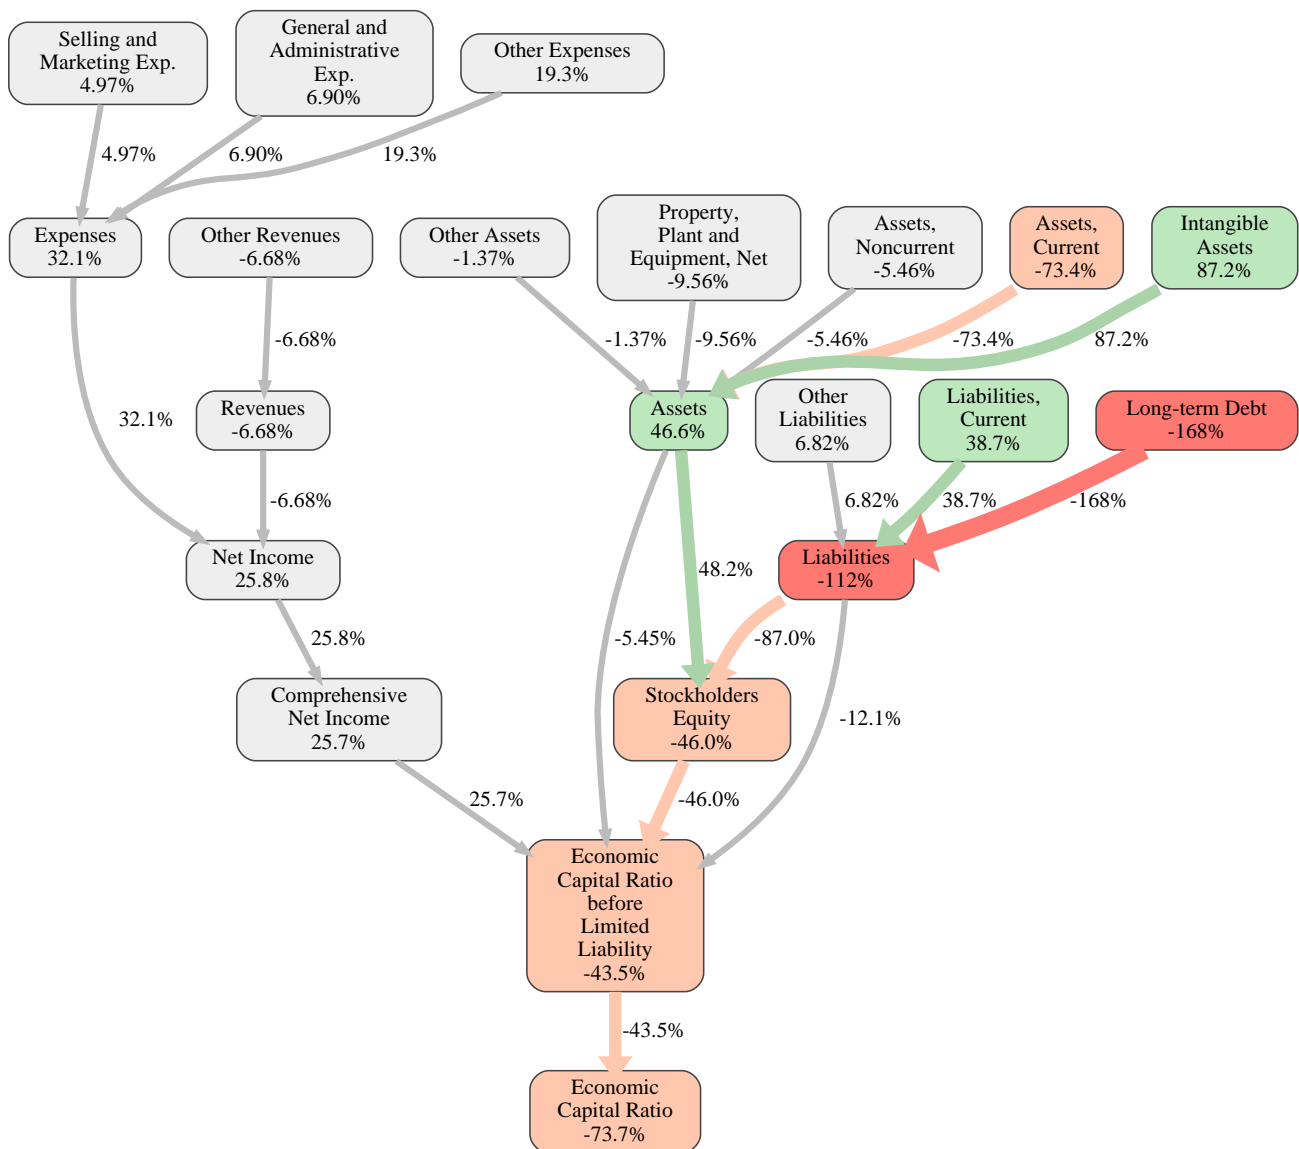 Selling and
Marketing Exp.
4.97%
General and
Administrative
Exp.
6.90%
Other Expenses
19.3%
4.97%
6.90%
19.3%
Expenses
32.1%
Other Revenues
-6.68%
Other Assets
-1.37%
Property,
Plant and
Equipment, Net
-9.56%
Assets,
Noncurrent
-5.46%
Assets,
Current
-73.4%
Intangible
Assets
87.2%
-6.68%
-1.37%
-9.56%
-5.46%
-73.4%
87.2%
32.1%
Revenues
-6.68%
Assets
46.6%
Other
Liabilities
6.82%
Liabilities,
Current
38.7%
Long-term Debt
-168%
-6.68%
6.82%
38.7%
-168%
Net Income
25.8%
48.2%
Liabilities
-112%
25.8%
-5.45%
-87.0%
Comprehensive
Net Income
25.7%
Stockholders
Equity
-46.0%
-12.1%
25.7%
-46.0%
Economic
Capital Ratio
before
Limited
Liability
-43.5%
-43.5%
Economic
Capital Ratio
-73.7%